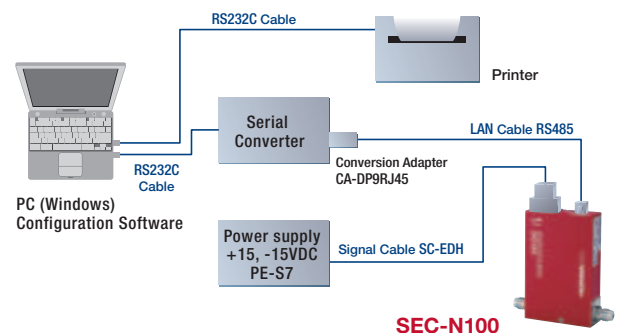 RS232C Cable
Printer
Serial
Converter
LAN Cable RS485
RS232C
Cable
Conversion Adapter
CA-DP9RJ45
PC (Windows)
Configuration Software
Power supply
+15, -15VDC
PE-S7
Signal Cable SC-EDH
SEC-N100